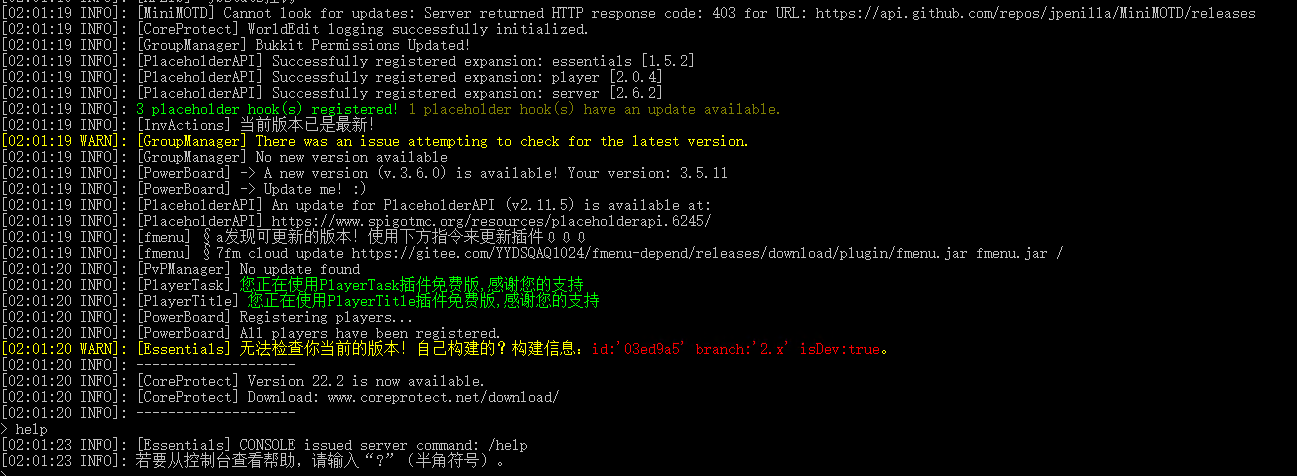 [02:01:19 INFO]: [MiniMOTD] Cannot look for updates: Server returned HTTP response code: 403 for URL: https://api.github.com/repos/jpenilla/MiniMOTD/releases
[02:01:19 INFO]: [CoreProtect] WorldEdit logging successfully initialized.
[02:01:19 INFO]: [GroupManager] Bukkit Permissions Updated!
[02:01:19 INFO]: [PlaceholderAPI] Successfully registered expansion: essentials [1.5.2]
[02:01:19 INFO]: [PlaceholderAPI] Successfully registered expansion: player [2.0.4]
[02:01:19 INFO]: [PlaceholderAPI] Successfully registered expansion: server [2.6.2]
[02:01:19 INFO]: 3 placeholder hook(s) registered! 1 placeholder hook(s) have an update available.
[02:01:19 INFO]: [InvActions] 当前版本已是最新!
[02:01:19 WARN]: [GroupManager] There was an issue attempting to check for the latest version.
[02:01:19 INFO]: [GroupManager] No new version available
[02:01:19 INFO]: [PowerBoard] -> A new version (v.3.6.0) is available! Your version: 3.5.11
[02:01:19 INFO]: [PowerBoard] -> Update me! :)
[02:01:19 INFO]: [PlaceholderAPI] An update for PlaceholderAPI (v2.11.5) is available at:
[02:01:19 INFO]: [PlaceholderAPI] https://www.spigotmc.org/resources/placeholderapi.6245/
[02:01:19 INFO]: [fmenu] §a发现可更新的版本! 使用下方指令来更新插件
[02:01:19 INFO]: [fmenu] §7fm cloud update https://gitee.com/YYDSQAQ1024/fmenu-depend/releases/download/plugin/fmenu.jar fmenu.jar /
[02:01:20 INFO]: [PvPManager] No update found
[02:01:20 INFO]: [PlayerTask] 您正在使用PlayerTask插件免费版,感谢您的支持
[02:01:20 INFO]: [PlayerTitle] 您正在使用PlayerTitle插件免费版,感谢您的支持
[02:01:20 INFO]: [PowerBoard] Registering players...
[02:01:20 INFO]: [PowerBoard] All players have been registered.
[02:01:20 WARN]: [Essentials] 无法检查你当前的版本! 自己构建的? 构建信息: id:'03ed9a5' branch:'2.x' isDev:true。
[02:01:20 INFO]: --------------------
[02:01:20 INFO]: [CoreProtect] Version 22.2 is now available.
[02:01:20 INFO]: [CoreProtect] Download: www.coreprotect.net/download/
[02:01:20 INFO]: --------------------
> help
[02:01:23 INFO]: [Essentials] CONSOLE issued server command: /help
[02:01:23 INFO]: 若要从控制台查看帮助，请输入“?”（半角符号）。
>